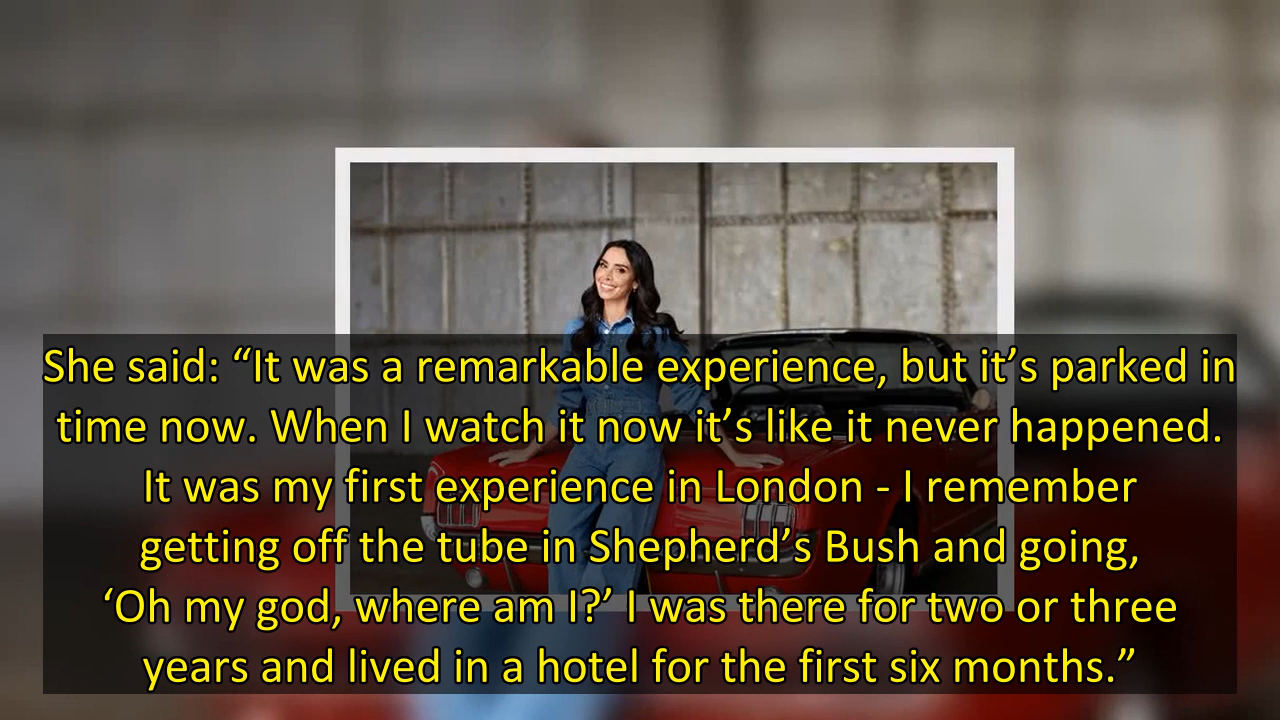 She said: “It was a remarkable experience, but it’s parked in
time now. When I watch it now it’s like it never happened.
It was my first experience in London - I remember
getting off the tube in Shepherd’s Bush and going,
‘Oh my god, where am I?’ I was there for two or three
years and lived in a hotel for the first six months.”